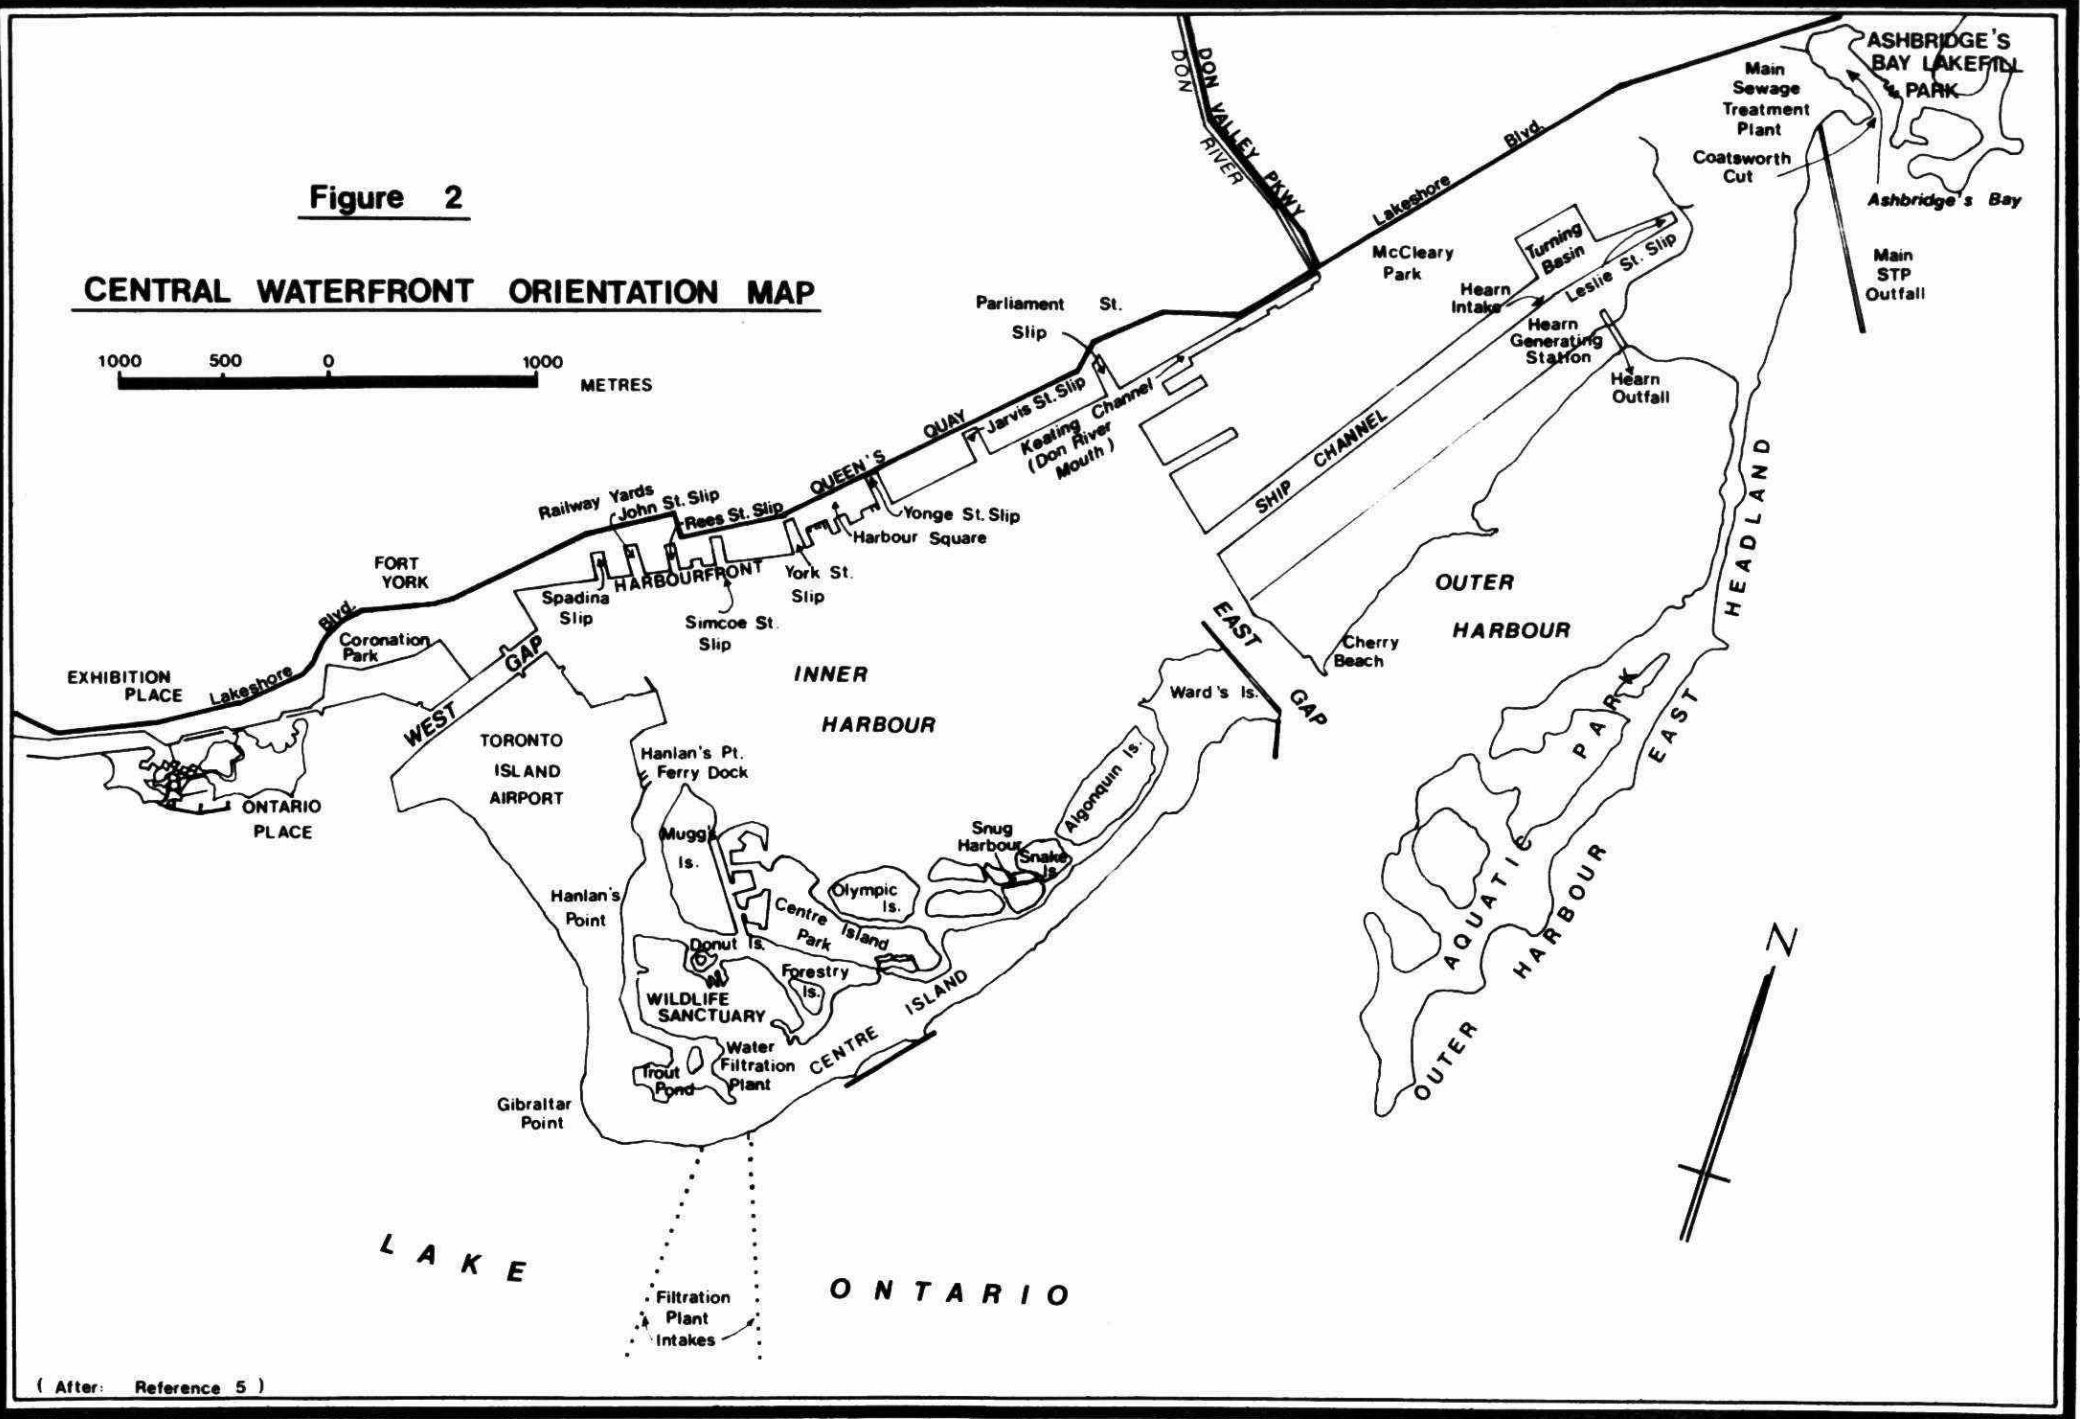 Figure 2
CENTRAL WATERFRONT ORIENTATION MAP
1000 500 0 1000
METRES
DON VALLEY PKWY
DON RIVER
Lakeshore Blvd.
ASHBRIDGE'S
BAY LAKEFILL
PARK
Main
Sewage
Treatment
Plant
Coatsworth
Cut
Ashbridge's Bay
Main
STP
Outfall
McCleary
Park
Turning
Basin
Leslie St. Slip
Hearn
Intake
Hearn
Generating
Station
Hearn
Outfall
Parliament St.
Slip
Jarvis St. Slip
Keating Channel
(Don River
Mouth)
SHIP CHANNEL
QUEEN'S QUAY
Yonge St. Slip
Harbour Square
Railway Yards
John St. Slip
Rees St. Slip
HARBOURFRONT
York St.
Slip
Spadina
Slip
Simcoe St.
Slip
FORT
YORK
Coronation
Park
Lakeshore Blvd.
EXHIBITION
PLACE
ONTARIO
PLACE
WEST GAP
INNER
HARBOUR
OUTER
HARBOUR
EAST GAP
Cherry
Beach
Ward's Is.
TORONTO
ISLAND
AIRPORT
Hanlan's Pt.
Ferry Dock
Mugg's
Is.
Algonquin Is.
Snug
Harbour
Snake
Is.
Olympic
Is.
Centre Island
Park
Hanlan's
Point
Donut Is.
Forestry
Is.
WILDLIFE
SANCTUARY
CENTRE ISLAND
Water
Filtration
Plant
Trout
Pond
Gibraltar
Point
AQUATIC PARK
OUTER HARBOUR EAST HEADLAND
N
LAKE ONTARIO
Filtration
Plant
Intakes
( After: Reference 5 )